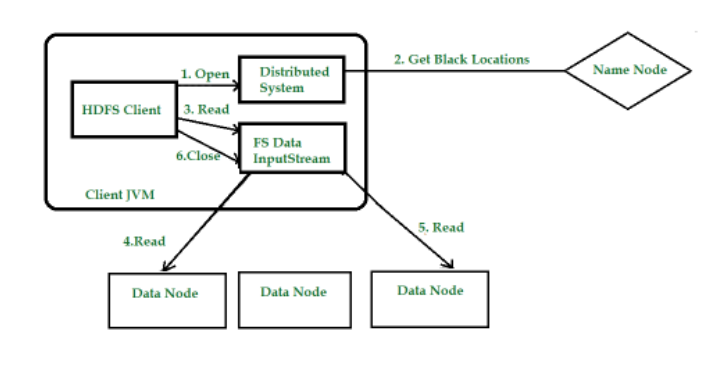 2. Get Black Locations
1. Open
Distributed
System
Name Node
HDFS Client
3. Read
FS Data
InputStream
6.Close
Client JVM
4.Read
5. Read
Data Node
Data Node
Data Node